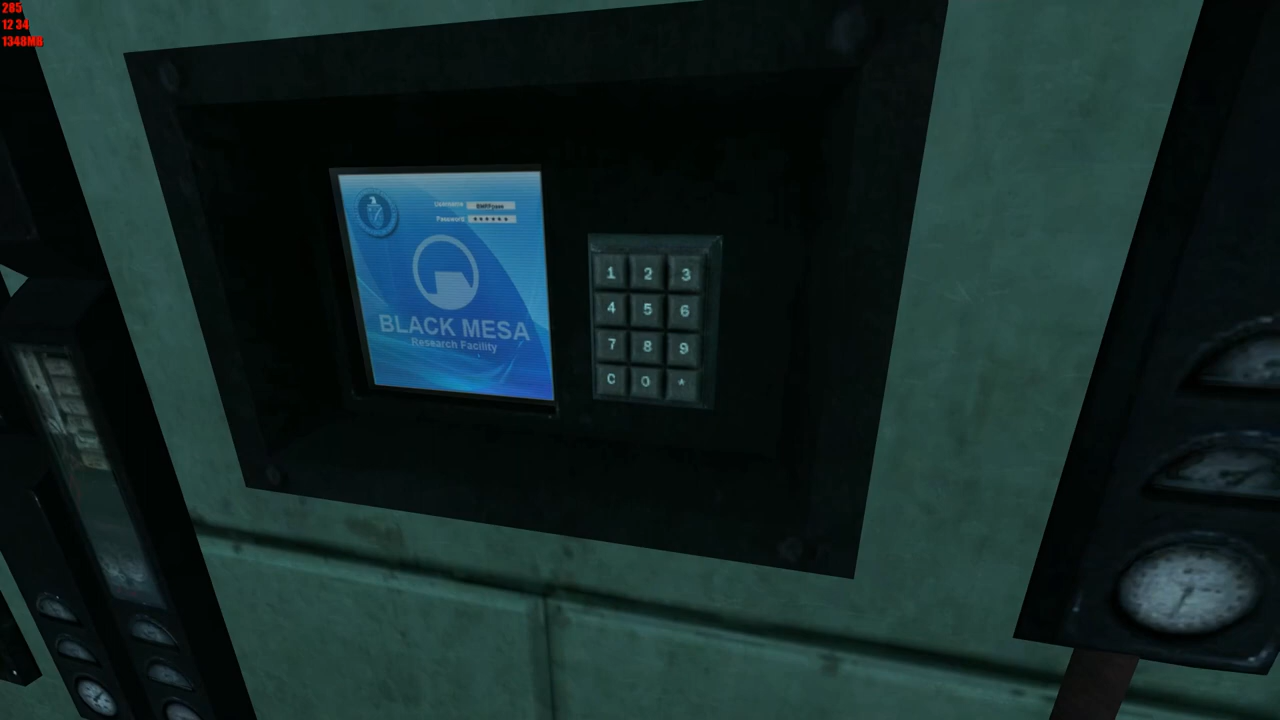 285
12 34
1348MB
Username
Password: ******
BLACK MESA
Research Facility
1 2 3
4 5 6
7 8 9
C 0 *